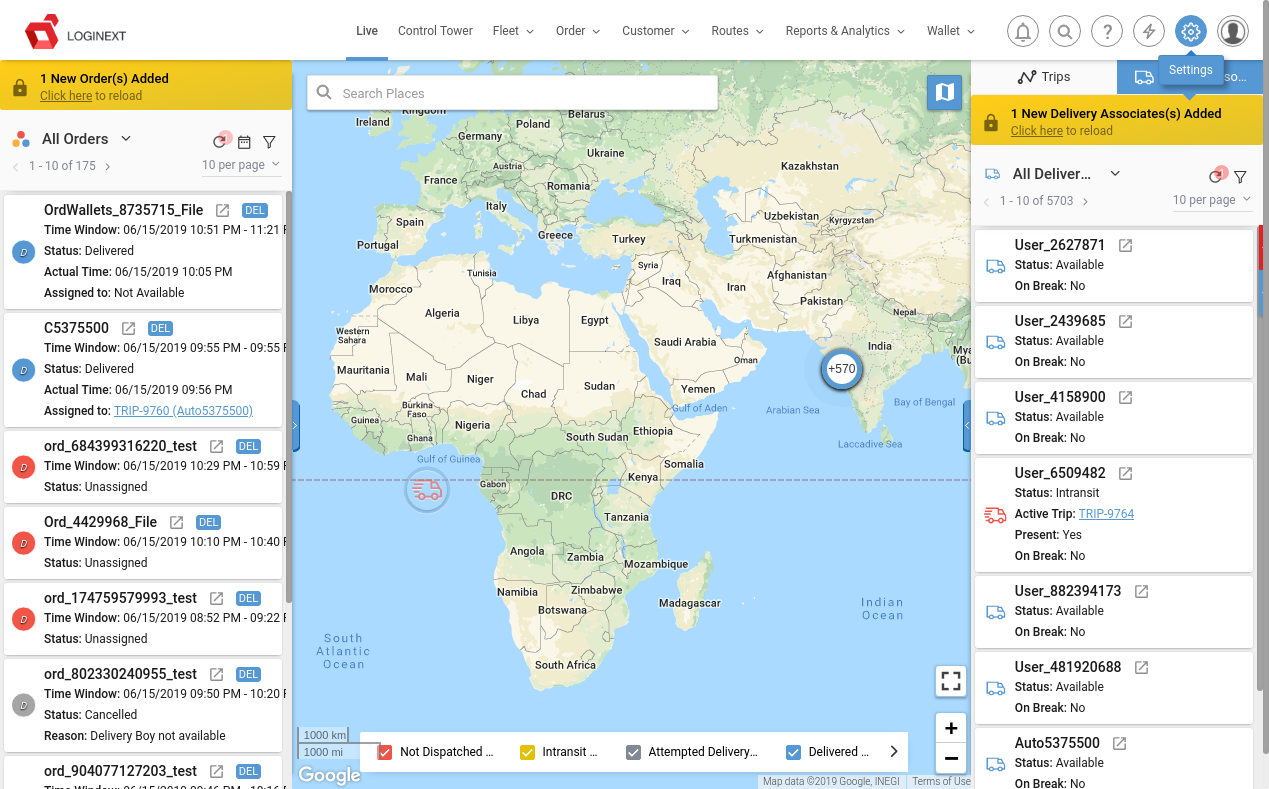 LOGINEXT
Live
Control Tower
Fleet
Order
Customer
Routes
Reports & Analytics
Wallet
Settings
1 New Order(s) Added
Click here to reload
All Orders
1 - 10 of 175
10 per page
OrdWallets_8735715_File
DEL
Time Window: 06/15/2019 10:51 PM - 11:21
D
Status: Delivered
Actual Time: 06/15/2019 10:05 PM
Assigned to: Not Available
C5375500
DEL
Time Window: 06/15/2019 09:55 PM - 09:55
D
Status: Delivered
Actual Time: 06/15/2019 09:56 PM
Assigned to: TRIP-9760 (Auto5375500)
ord_684399316220_test
DEL
Time Window: 06/15/2019 10:29 PM - 10:59
D
Status: Unassigned
Ord_4429968_File
DEL
Time Window: 06/15/2019 10:10 PM - 10:40
D
Status: Unassigned
ord_174759579993_test
DEL
Time Window: 06/15/2019 08:52 PM - 09:22
D
Status: Unassigned
ord_802330240955_test
DEL
Time Window: 06/15/2019 09:50 PM - 10:20
D
Status: Cancelled
Reason: Delivery Boy not available
ord_904077127203_test
DEL
Search Places
Kingdom
Ireland
Belarus
Poland
Germany
Ukraine
Austria
France
Romania
Kazakhstan
Italy
Spain
Portugal
Greece
Turkey
Uzbekistan
Kyrgyzstan
Turkmenistan
Tunisia
Syria
Morocco
Iraq
Iran
Afghanistan
Pakistan
Nepal
Algeria
Libya
Egypt
Western
Sahara
Saudi Arabia
Oman
India
Mauritania
Mali
Niger
Chad
Sudan
Yemen
+570
Burkina
Faso
Gulf of Aden
Arabian Sea
Bay of Bengal
Guinea
Ghana
Nigeria
South Sudan
Ethiopia
Laccadive Sea
Gulf of Guinea
Somalia
Gabon
DRC
Kenya
Tanzania
Angola
Zambia
Mozambique
Namibia
Zimbabwe
Botswana
Madagascar
Indian
Ocean
South
Atlantic
Ocean
South Africa
1000 km
1000 mi
Not Dispatched ...
Intransit ...
Attempted Delivery...
Delivered ...
+
−
Google
Map data ©2019 Google, INEGI
Terms of Use
Trips
so...
1 New Delivery Associates(s) Added
Click here to reload
All Deliver...
1 - 10 of 5703
10 per page
User_2627871
Status: Available
On Break: No
User_2439685
Status: Available
On Break: No
User_4158900
Status: Available
On Break: No
User_6509482
Status: Intransit
Active Trip: TRIP-9764
Present: Yes
On Break: No
User_882394173
Status: Available
On Break: No
User_481920688
Status: Available
On Break: No
Auto5375500
Status: Available
On Break: No